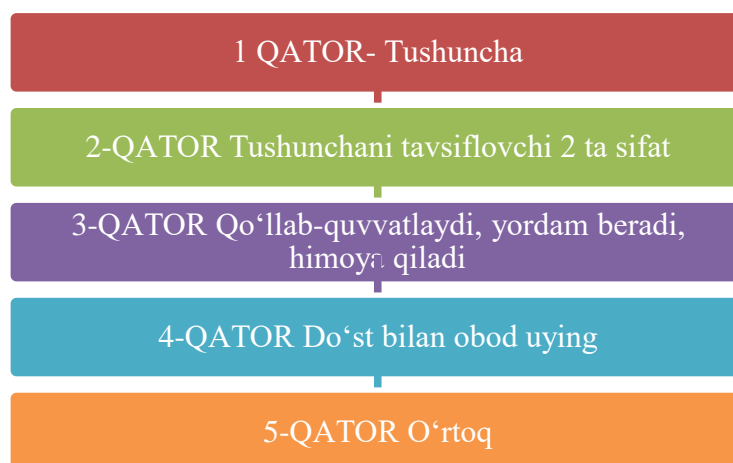 1 QATOR- Tushuncha
2-QATOR Tushunchani tavsiflovchi 2 ta sifat
3-QATOR Qo‘llab-quvvatlaydi, yordam beradi,
himoya qiladi
4-QATOR Do‘st bilan obod uying
5-QATOR O‘rtoq